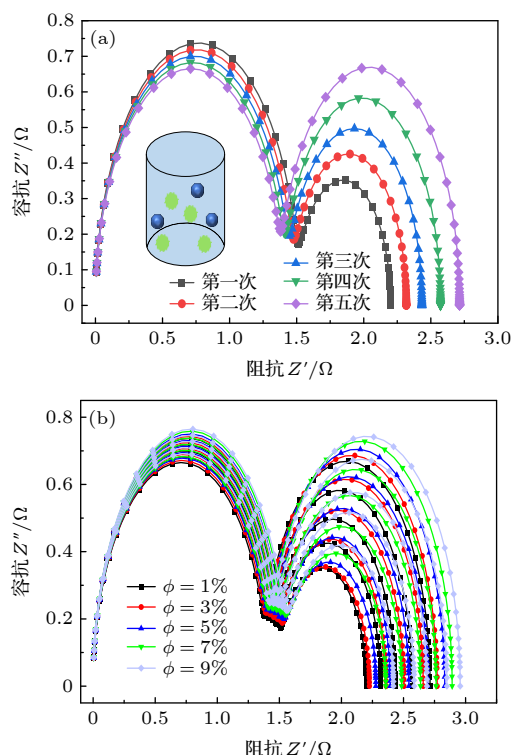 (a)
0.8
0.7
0.6
0.5
0.4
0.3
0.2
0.1
0
容抗 Z″/Ω
第一次
第二次
第三次
第四次
第五次
0 0.5 1.0 1.5 2.0 2.5 3.0
阻抗 Z′/Ω
(b)
0.8
0.6
0.4
0.2
0
容抗 Z″/Ω
ϕ = 1%
ϕ = 3%
ϕ = 5%
ϕ = 7%
ϕ = 9%
0 0.5 1.0 1.5 2.0 2.5 3.0
阻抗 Z′/Ω